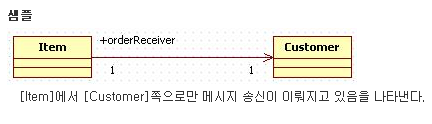 샘플
+orderReceiver
Item Customer
1 1
[Item]에서 [Customer]쪽으로만 메시지 송신이 이뤄지고 있음을 나타낸다.